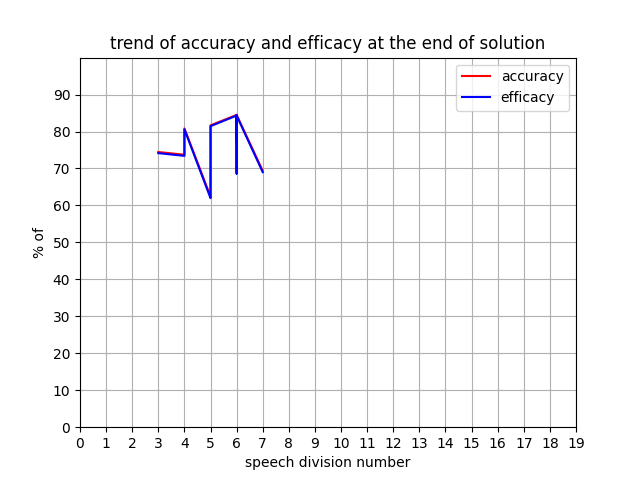 trend of accuracy and efficacy at the end of solution
accuracy
efficacy
90
80
70
60
50
40
30
20
10
0
% of
0 1 2 3 4 5 6 7 8 9 10 11 12 13 14 15 16 17 18 19
speech division number